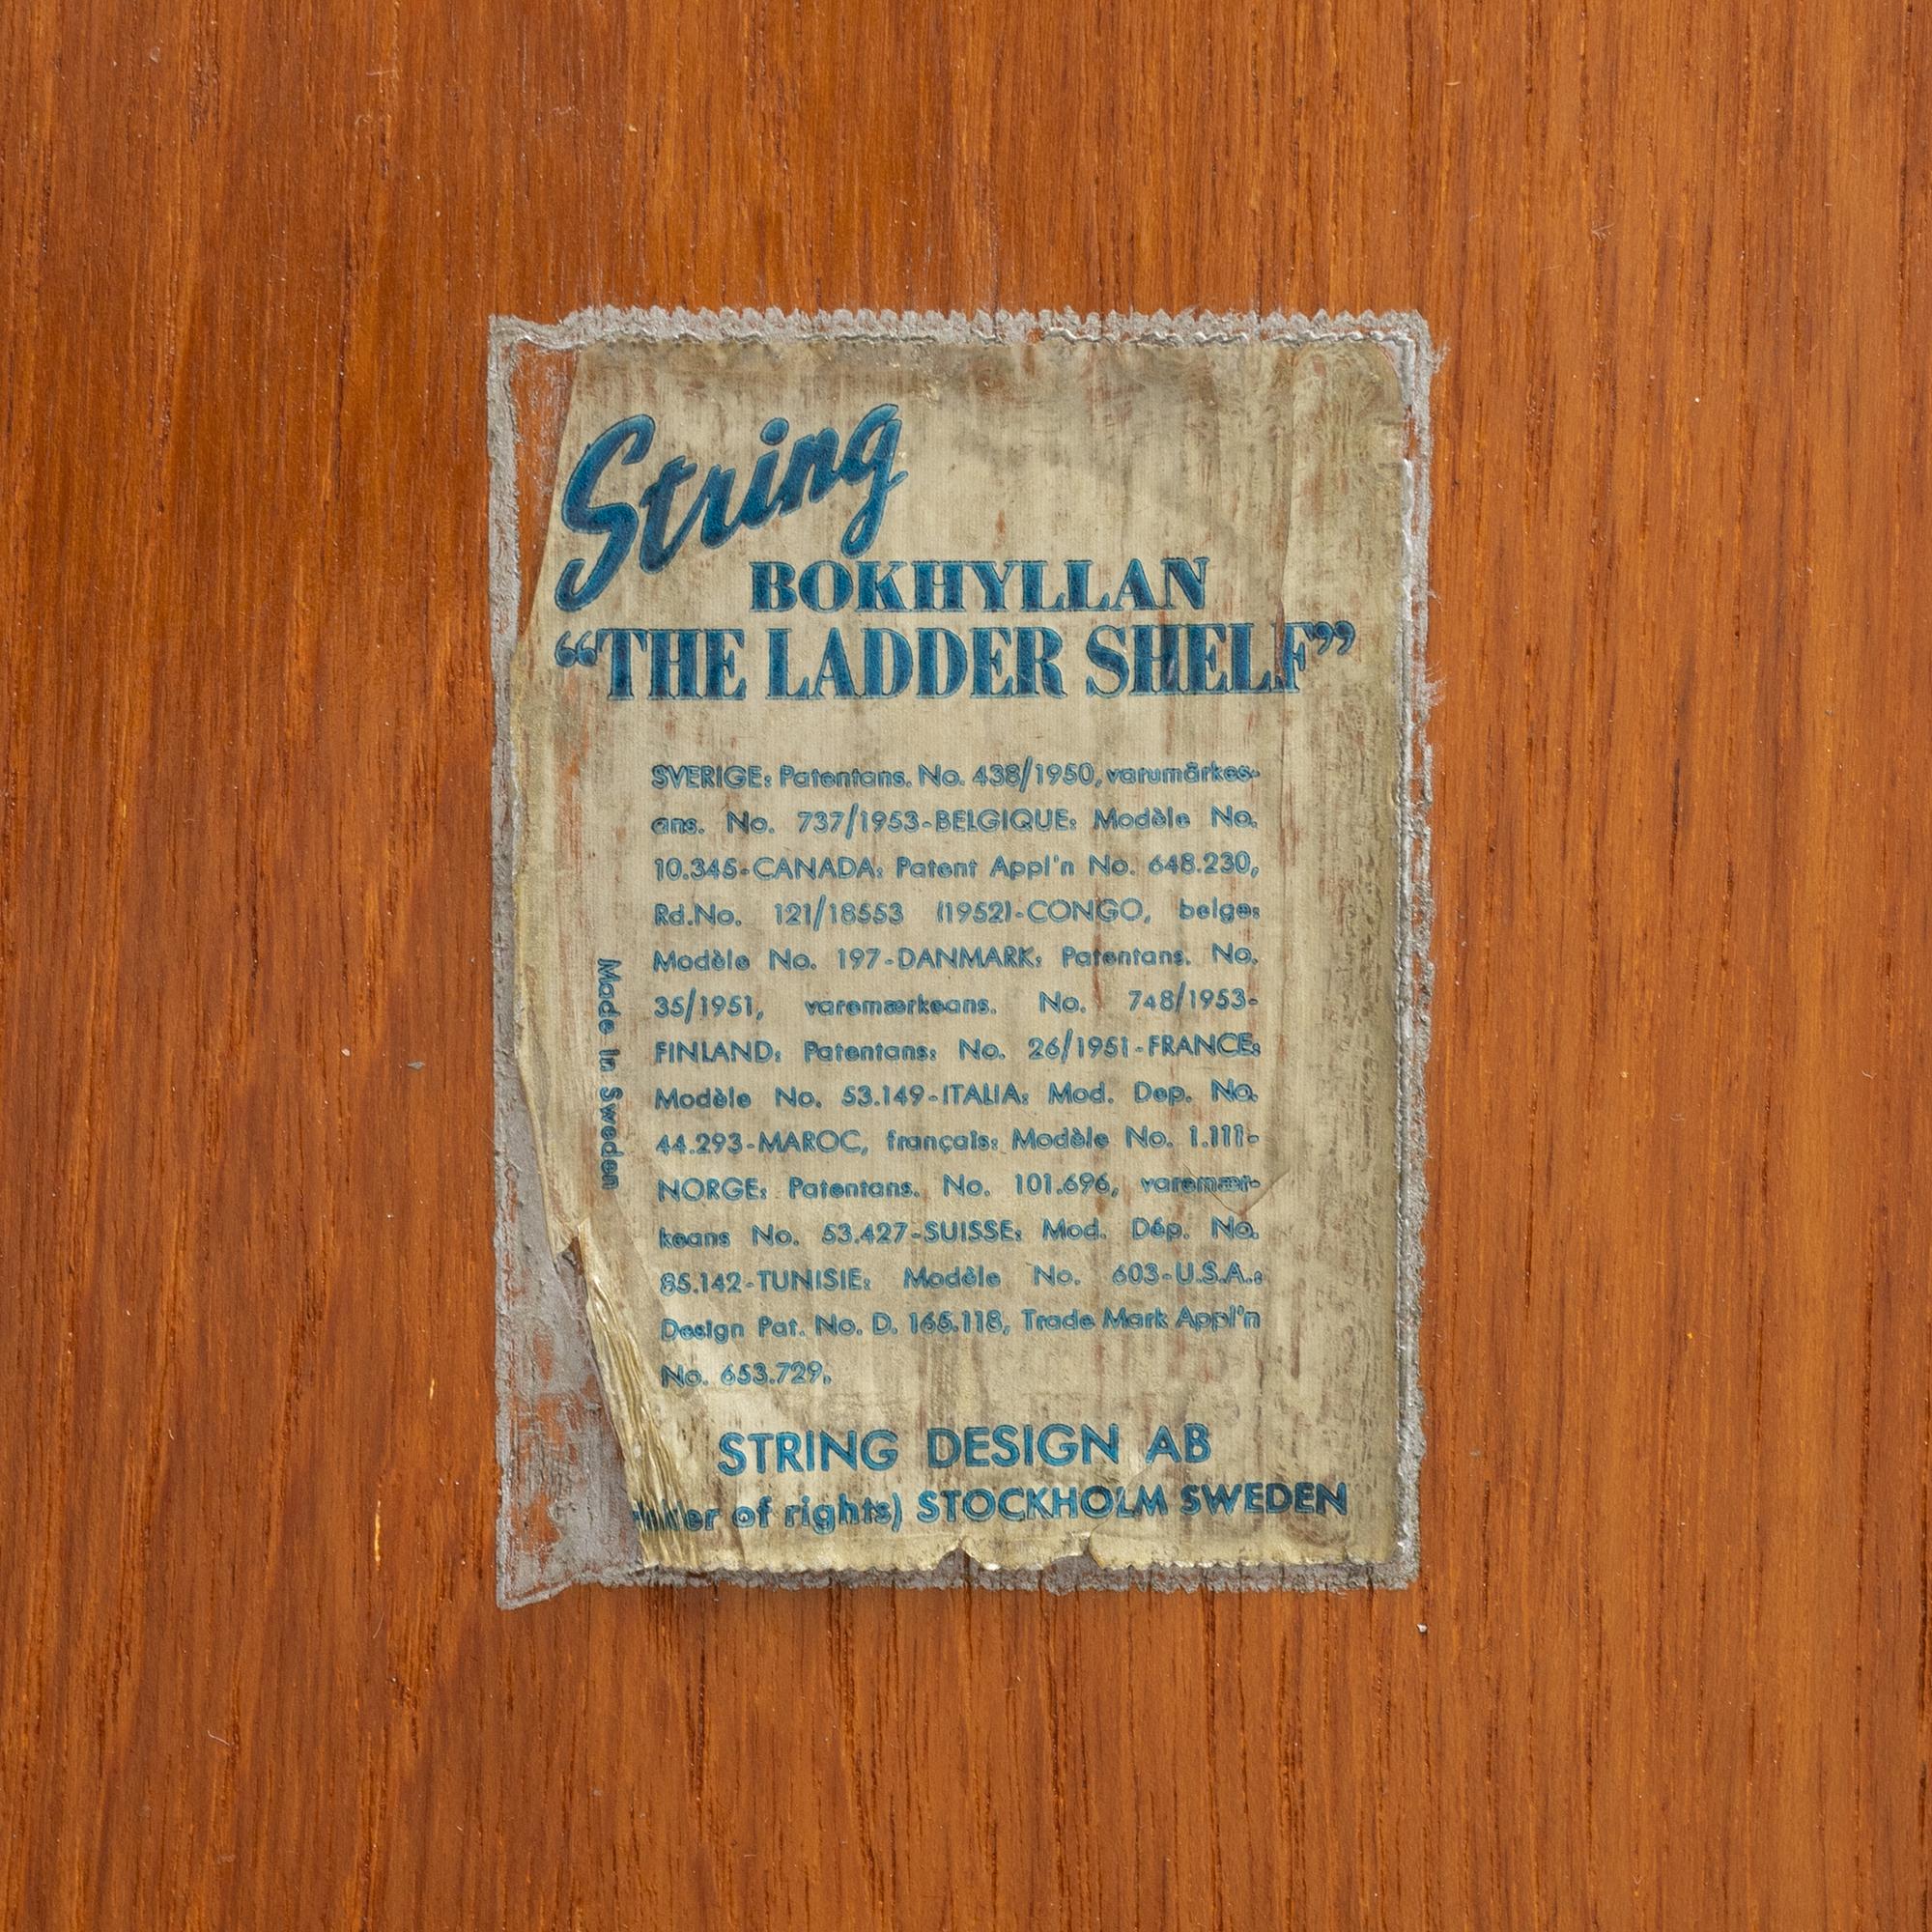 String
BOKHYLLAN
“THE LADDER SHELF”
SVERIGE: Patentans. No. 438/1950, varumärkes-
ans. No. 737/1953-BELGIQUE: Modèle No.
10.345-CANADA: Patent Appl'n No. 648.230,
Rd.No. 121/18553 (1952)-CONGO, belge:
Modèle No. 197-DANMARK: Patentans. No.
35/1951, varemærkeans. No. 748/1953-
FINLAND: Patentans: No. 26/1951-FRANCE:
Modèle No. 53.149-ITALIA: Mod. Dep. No.
44.293-MAROC, français: Modèle No. 1.111-
NORGE: Patentans. No. 101.696, varemær-
keans No. 53.427-SUISSE: Mod. Dép. No.
85.142-TUNISIE: Modèle No. 603-U.S.A.:
Design Pat. No. D. 165.118, Trade Mark Appl'n
No. 653.729.
Made in Sweden
STRING DESIGN AB
of rights) STOCKHOLM SWEDEN